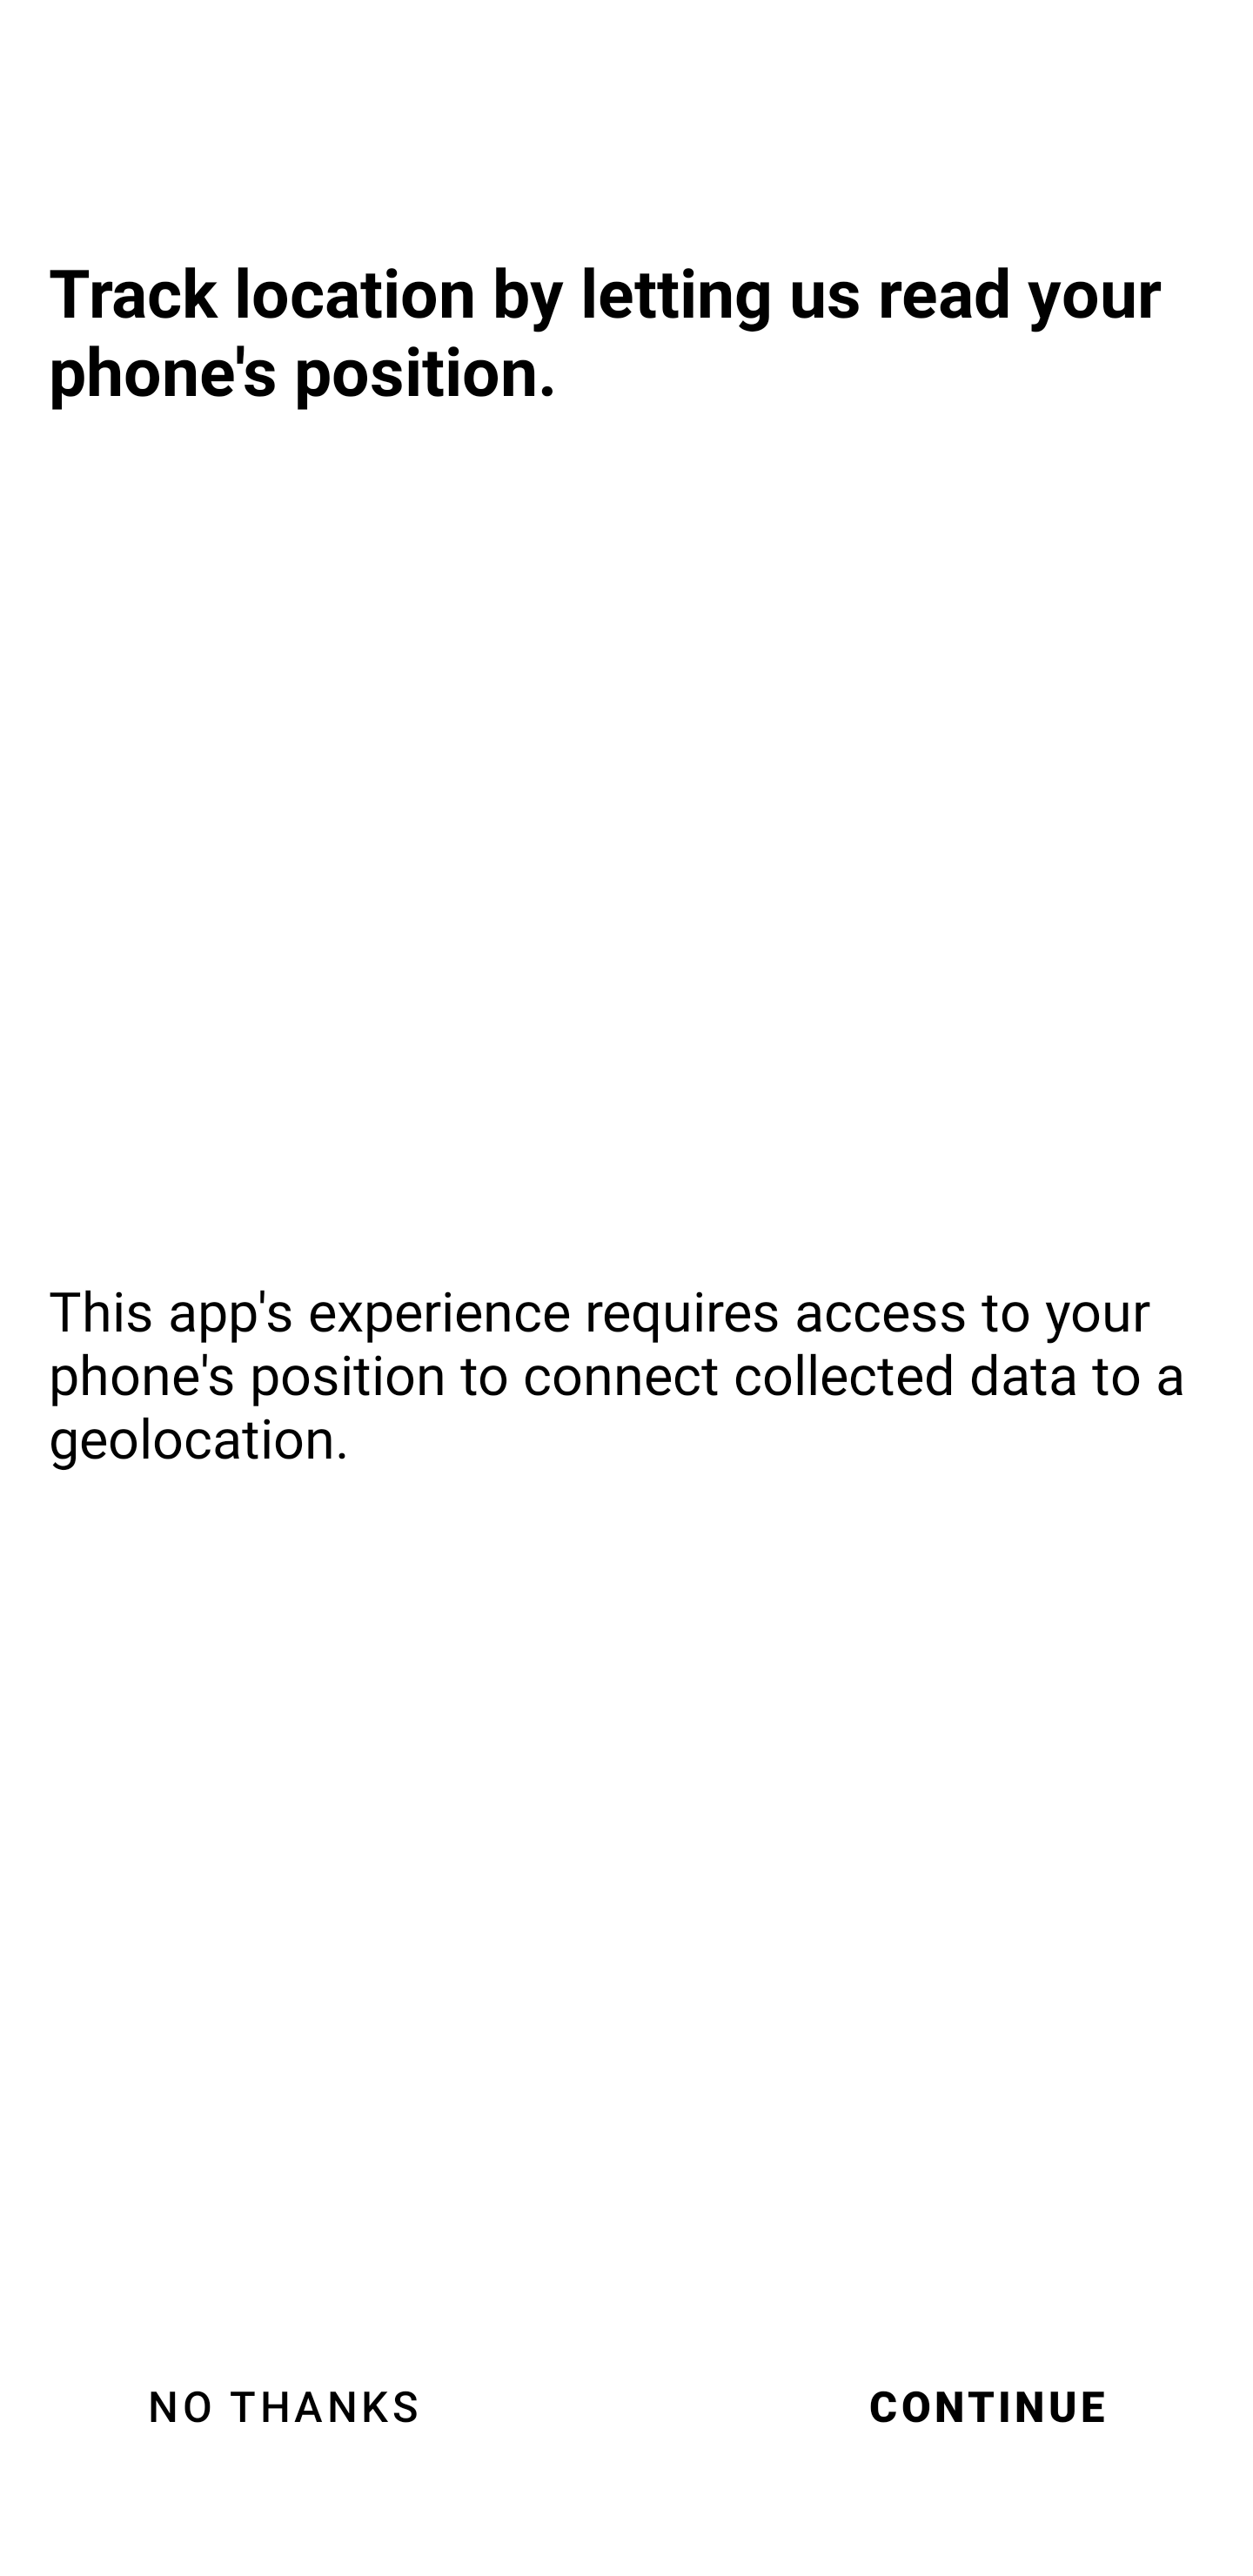 Track location by letting us read your
phone's position.
This app's experience requires access to your
phone's position to connect collected data to a
geolocation.
NO THANKS
CONTINUE